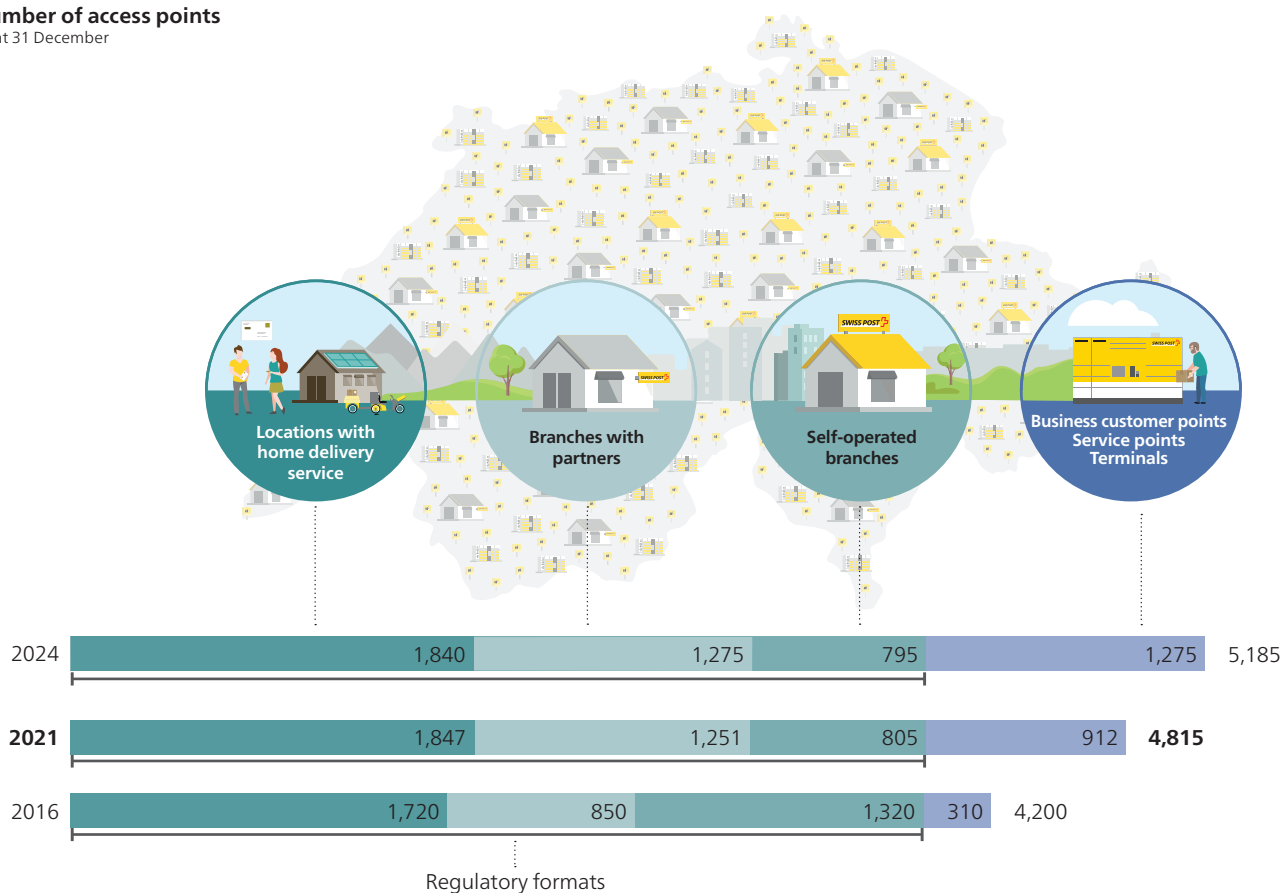 umber of access points
at 31 December
SWISS POST
SWISS POST
SWISS POST
Locations with
home delivery
service
Branches with
partners
Self-operated
branches
Business customer points
Service points
Terminals
2024 1,840 1,275 795 1,275 5,185
2021 1,847 1,251 805 912 4,815
2016 1,720 850 1,320 310 4,200
Regulatory formats